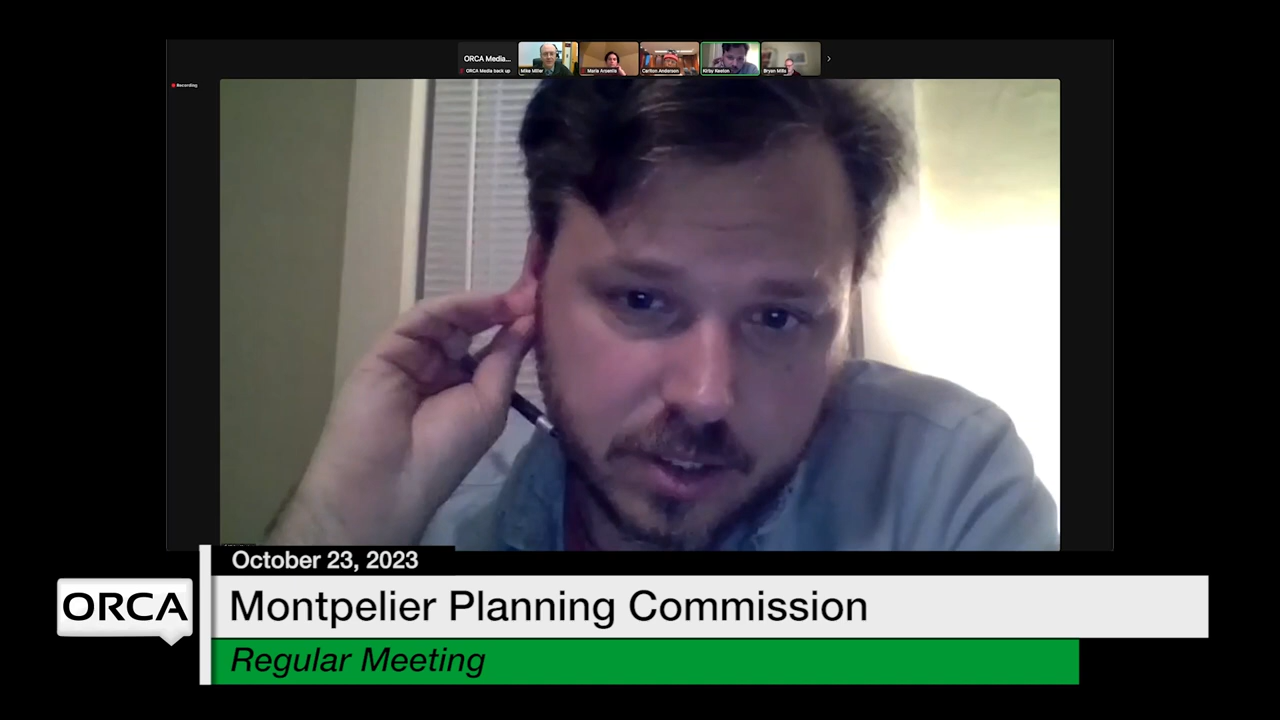 ORCA Media...
ORCA Media back up
Mike Miller
Maria Arsenlis
Carlton Anderson
Kirby Keeton
Bryon Mills
Recording
October 23, 2023
ORCA
Montpelier Planning Commission
Regular Meeting